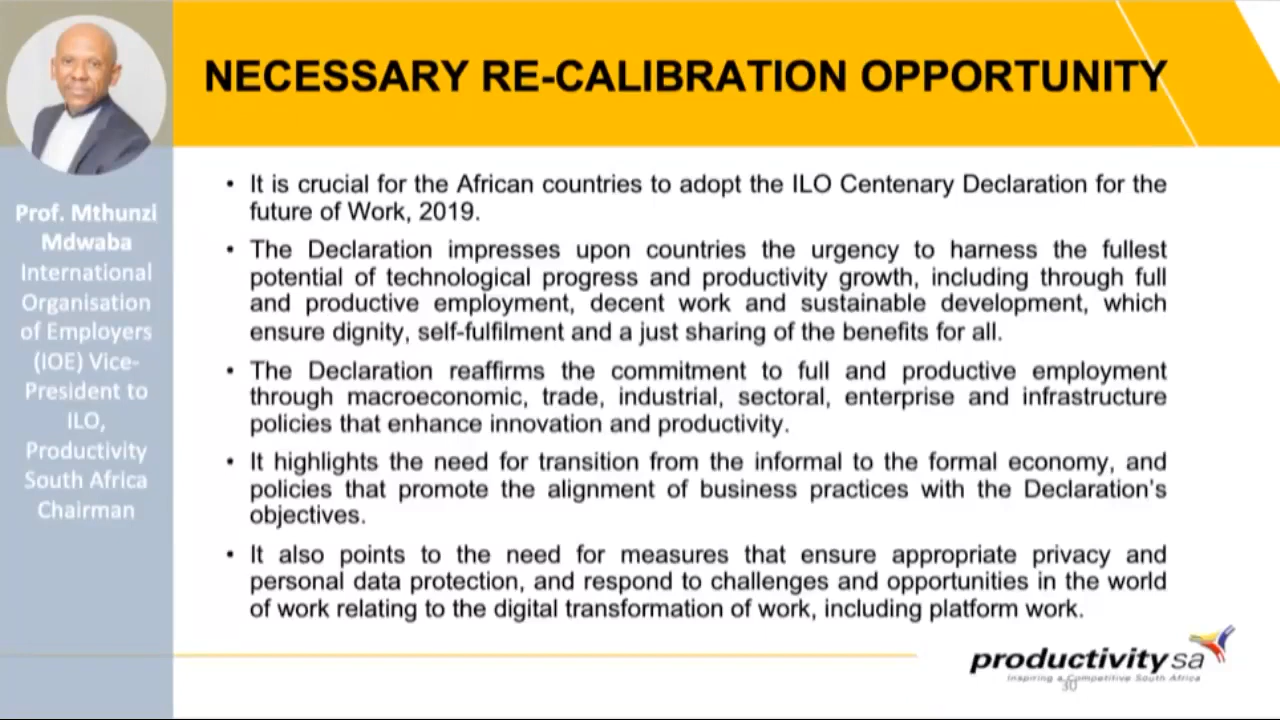 NECESSARY RE-CALIBRATION OPPORTUNITY
Prof. Mthunzi
Mdwaba
International
Organisation
of Employers
(IOE) Vice-
President to
ILO,
Productivity
South Africa
Chairman
• It is crucial for the African countries to adopt the ILO Centenary Declaration for the
future of Work, 2019.
• The Declaration impresses upon countries the urgency to harness the fullest
potential of technological progress and productivity growth, including through full
and productive employment, decent work and sustainable development, which
ensure dignity, self-fulfilment and a just sharing of the benefits for all.
• The Declaration reaffirms the commitment to full and productive employment
through macroeconomic, trade, industrial, sectoral, enterprise and infrastructure
policies that enhance innovation and productivity.
• It highlights the need for transition from the informal to the formal economy, and
policies that promote the alignment of business practices with the Declaration's
objectives.
• It also points to the need for measures that ensure appropriate privacy and
personal data protection, and respond to challenges and opportunities in the world
of work relating to the digital transformation of work, including platform work.
productivity sa
Inspiring a Competitive South Africa
30